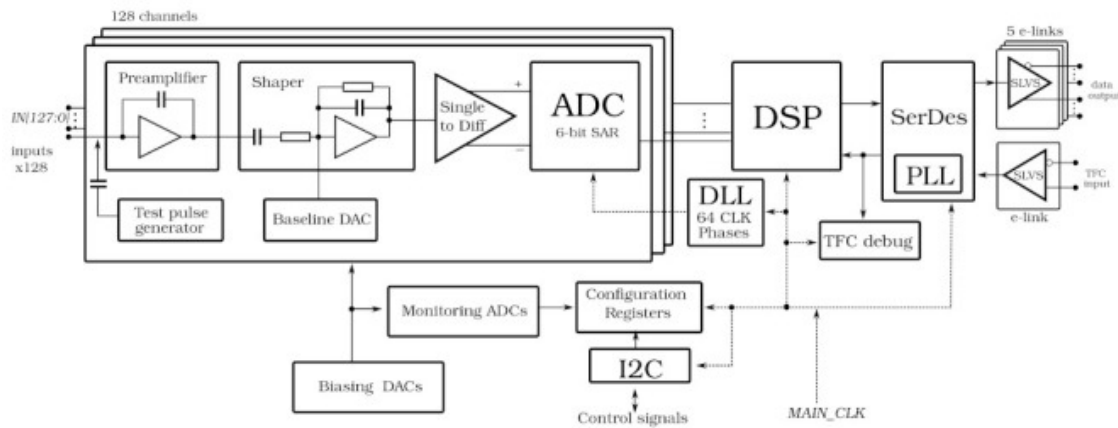 128 channels
5 e-links
Preamplifier
Shaper
IN[127:0]
inputs
x128
Single
to Diff
+
−
ADC
6-bit SAR
DSP
SerDes
PLL
SLVS
data
output
SLVS
TFC
input
e-link
Test pulse
generator
Baseline DAC
DLL
64 CLK
Phases
TFC debug
Monitoring ADCs
Configuration
Registers
Biasing DACs
I2C
Control signals
MAIN_CLK